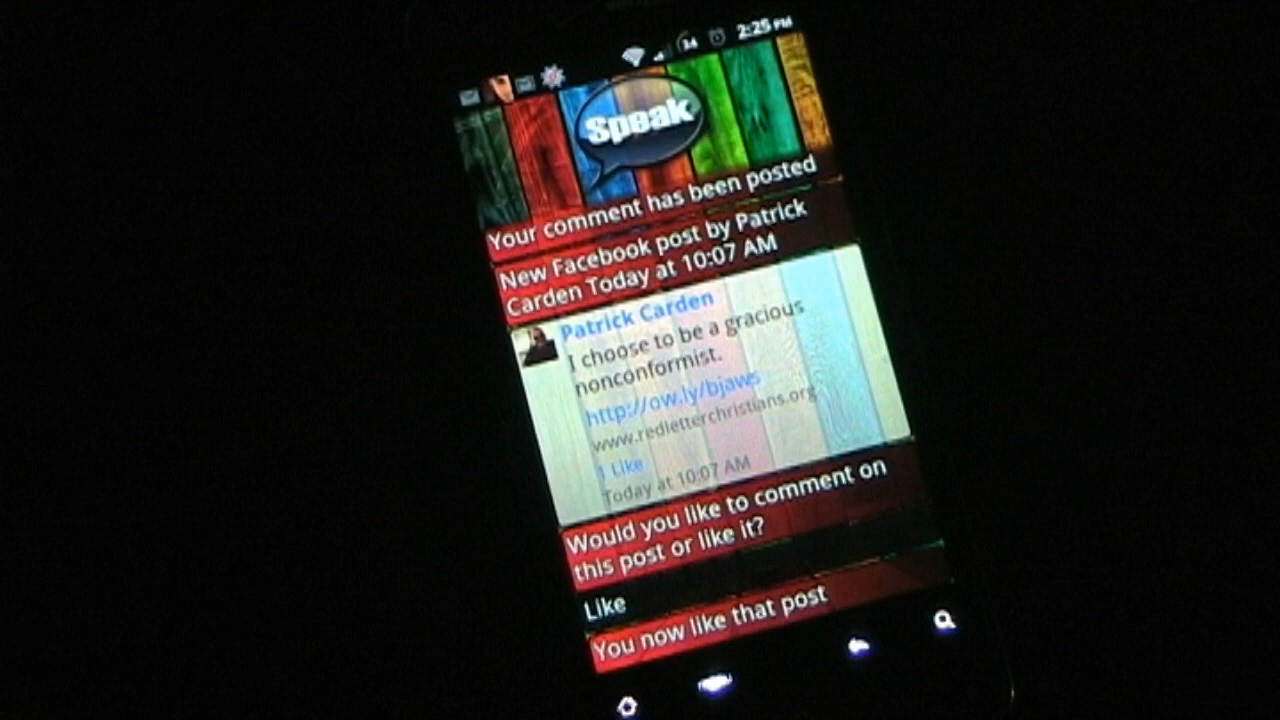 34 2:25 PM
Speak
Your comment has been posted
New Facebook post by Patrick
Carden Today at 10:07 AM
Patrick Carden
I choose to be a gracious
nonconformist.
http://ow.ly/bjaws
www.redletterchristians.org
1 Like
Today at 10:07 AM
Would you like to comment on
this post or like it?
Like
You now like that post